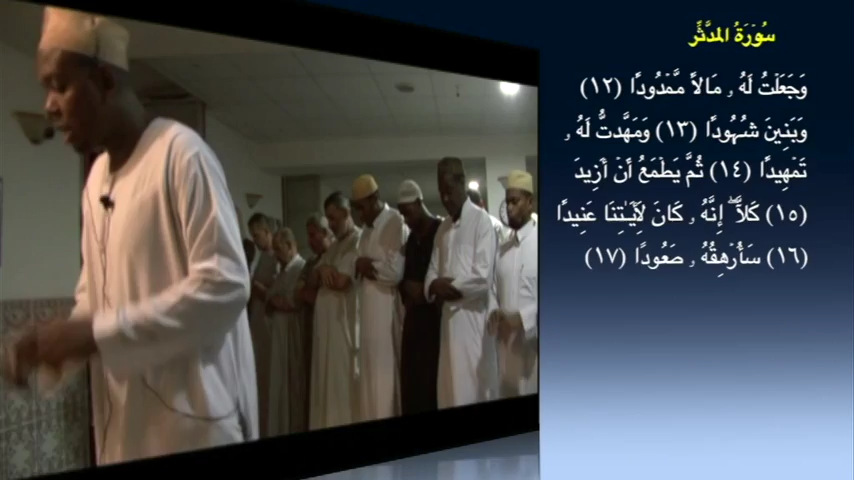 سُورَةُ المدَّثِّر
وَجَعَلْتُ لَهُ ۥ مَالاً مَّمْدُودًا (١٢)
وَبَنِينَ شُهُودًا (١٣) وَمَهَّدتُّ لَهُ ۥ
تَمْهِيدًا (١٤) ثُمَّ يَطْمَعُ أَنْ أَزِيدَ
(١٥) كَلاَّ ۖ إِنَّهُ ۥ كَانَ لِأَيَـٰتِنَا عَنِيدًا
(١٦) سَأُرْهِقُهُ ۥ صَعُودًا (١٧)